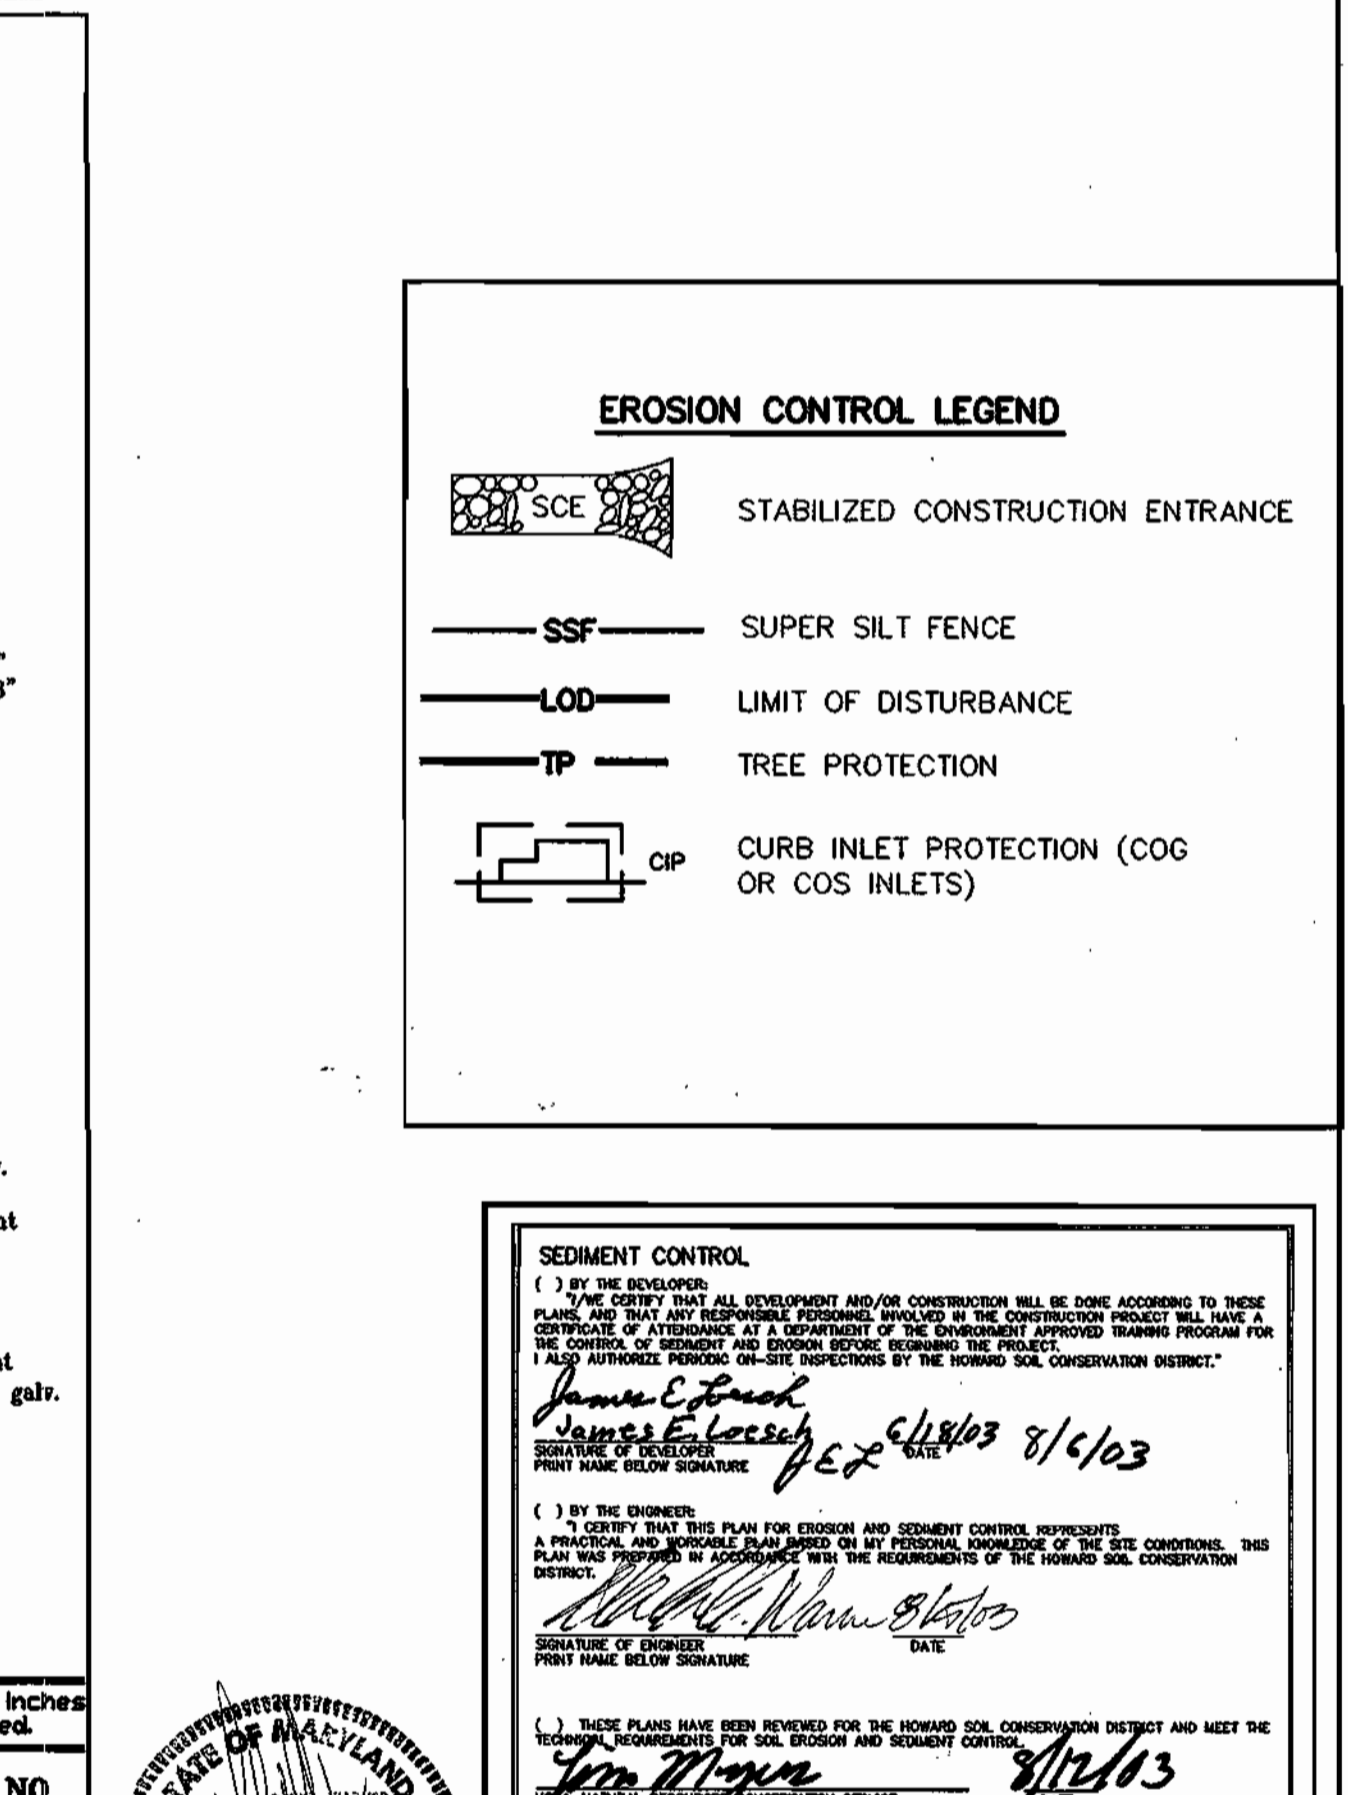 EROSION CONTROL LEGEND
SCE STABILIZED CONSTRUCTION ENTRANCE
SSF SUPER SILT FENCE
LOD LIMIT OF DISTURBANCE
TP TREE PROTECTION
CIP CURB INLET PROTECTION (COG
OR COS INLETS)
nt
galv.
SEDIMENT CONTROL
( ) BY THE DEVELOPER:
"I/WE CERTIFY THAT ALL DEVELOPMENT AND/OR CONSTRUCTION WILL BE DONE ACCORDING TO THESE
PLANS, AND THAT ANY RESPONSIBLE PERSONNEL INVOLVED IN THE CONSTRUCTION PROJECT WILL HAVE A
CERTIFICATE OF ATTENDANCE AT A DEPARTMENT OF THE ENVIRONMENT APPROVED TRAINING PROGRAM FOR
THE CONTROL OF SEDIMENT AND EROSION BEFORE BEGINNING THE PROJECT.
I ALSO AUTHORIZE PERIODIC ON-SITE INSPECTIONS BY THE HOWARD SOIL CONSERVATION DISTRICT."
James E Loesch
James E. Loesch JEL 6/18/03 8/6/03
SIGNATURE OF DEVELOPER DATE
PRINT NAME BELOW SIGNATURE
( ) BY THE ENGINEER:
"I CERTIFY THAT THIS PLAN FOR EROSION AND SEDIMENT CONTROL REPRESENTS
A PRACTICAL AND WORKABLE PLAN BASED ON MY PERSONAL KNOWLEDGE OF THE SITE CONDITIONS. THIS
PLAN WAS PREPARED IN ACCORDANCE WITH THE REQUIREMENTS OF THE HOWARD SOIL CONSERVATION
DISTRICT.
SIGNATURE OF ENGINEER DATE
PRINT NAME BELOW SIGNATURE
( ) THESE PLANS HAVE BEEN REVIEWED FOR THE HOWARD SOIL CONSERVATION DISTRICT AND MEET THE
TECHNICAL REQUIREMENTS FOR SOIL EROSION AND SEDIMENT CONTROL.
8/12/03
inches
ed.
NO
STATE OF MARYLAND